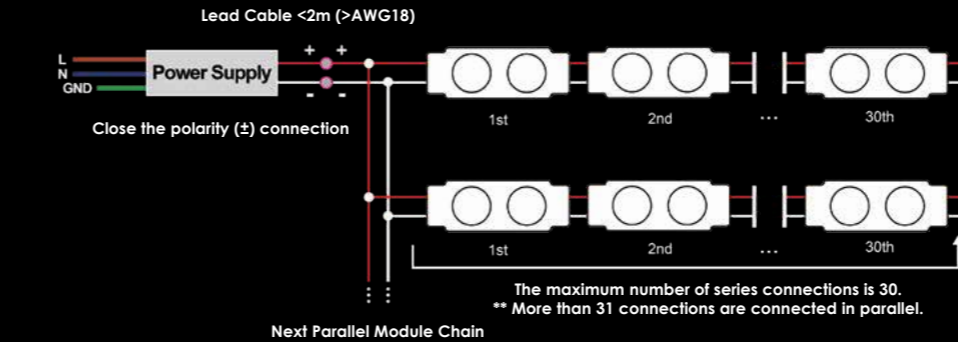 Lead Cable <2m (>AWG18)
L
N
GND
Power Supply
+ +
- -
Close the polarity (±) connection
1st
2nd
...
30th
1st
2nd
...
30th
The maximum number of series connections is 30.
** More than 31 connections are connected in parallel.
Next Parallel Module Chain